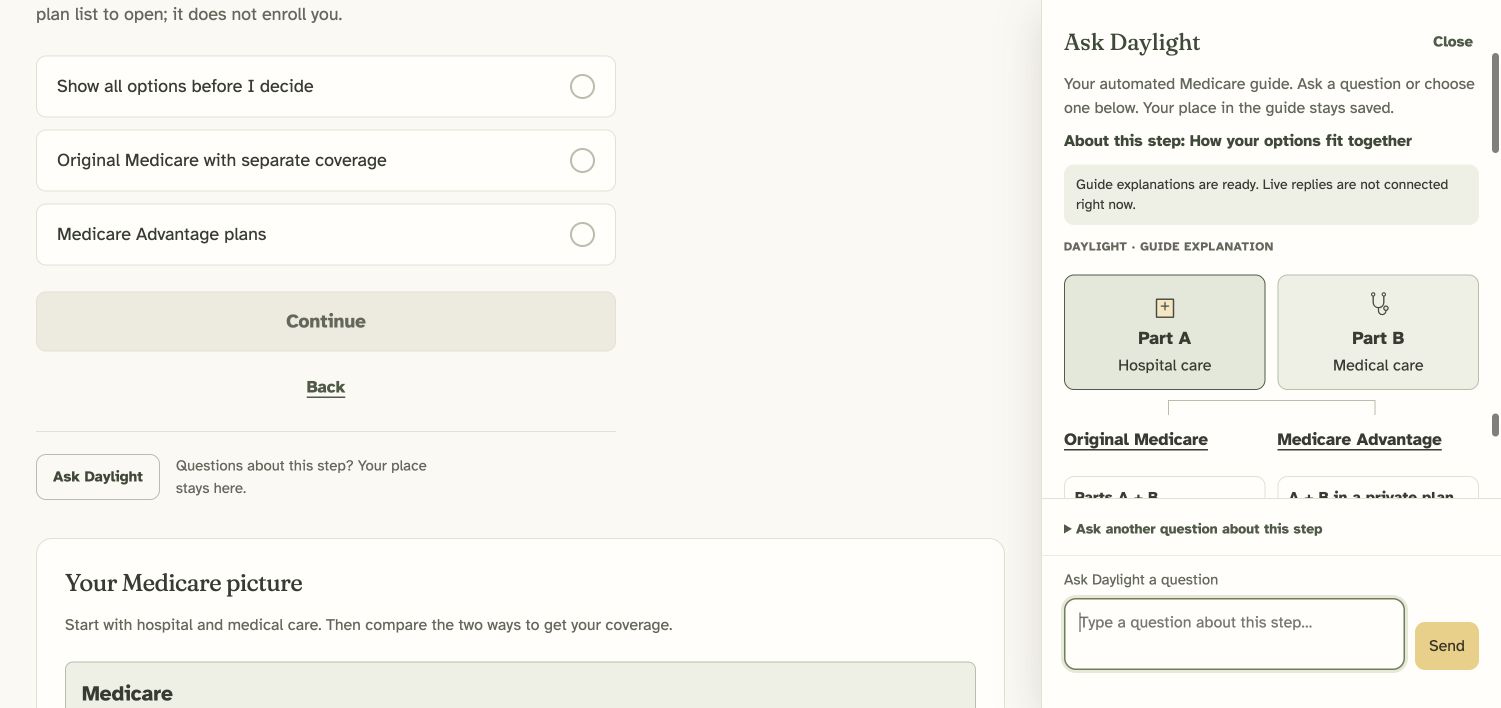 plan list to open; it does not enroll you.
Show all options before I decide
Original Medicare with separate coverage
Medicare Advantage plans
Continue
Back
Ask Daylight
Questions about this step? Your place
stays here.
Your Medicare picture
Start with hospital and medical care. Then compare the two ways to get your coverage.
Medicare
Ask Daylight
Close
Your automated Medicare guide. Ask a question or choose
one below. Your place in the guide stays saved.
About this step: How your options fit together
Guide explanations are ready. Live replies are not connected
right now.
DAYLIGHT · GUIDE EXPLANATION
Part A
Hospital care
Part B
Medical care
Original Medicare
Medicare Advantage
Parts A + B
A + B in a private plan
Ask another question about this step
Ask Daylight a question
Type a question about this step...
Send